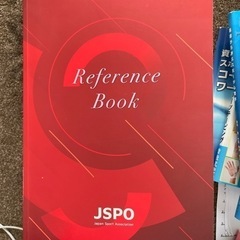 Reference
Book
JSPO
Japan Sport Association